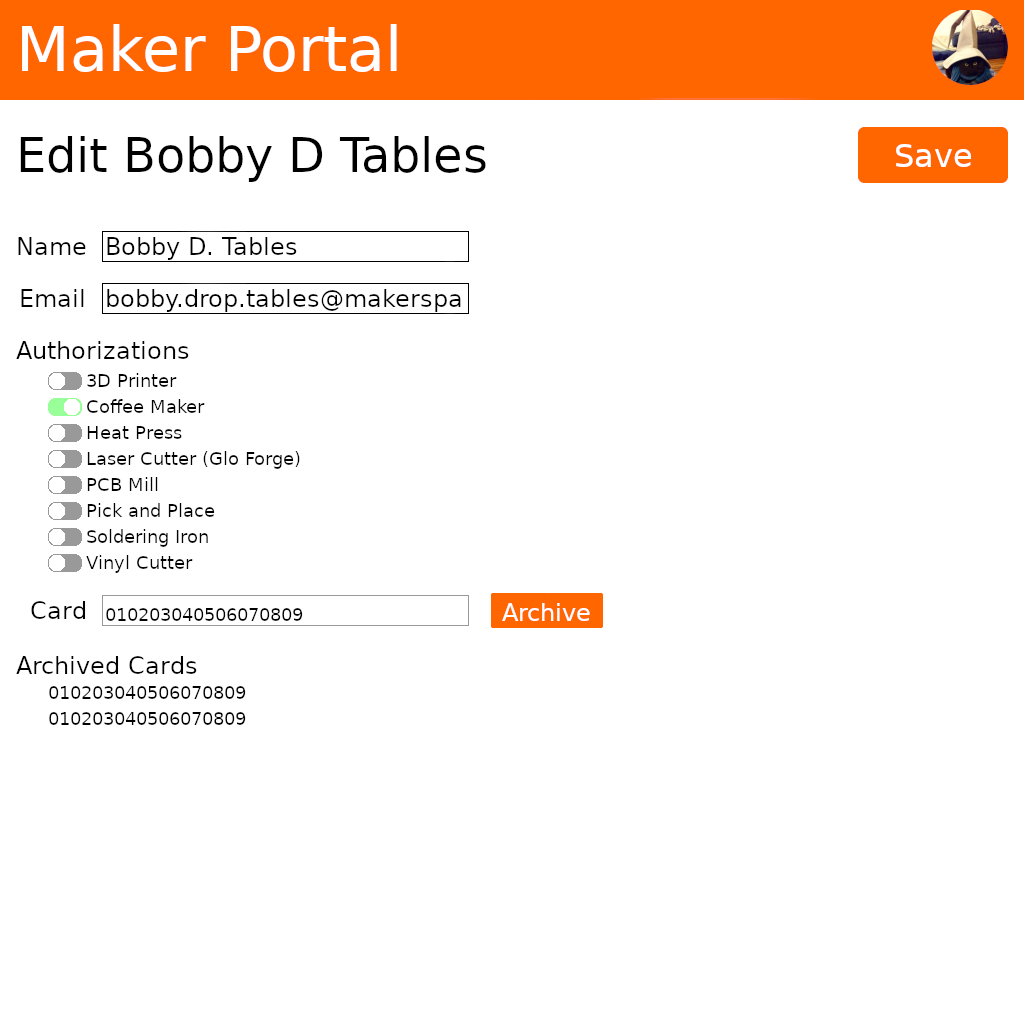 Maker Portal
Edit Bobby D Tables
Save
Name Bobby D. Tables
Email bobby.drop.tables@makerspa
Authorizations
3D Printer
Coffee Maker
Heat Press
Laser Cutter (Glo Forge)
PCB Mill
Pick and Place
Soldering Iron
Vinyl Cutter
Card 010203040506070809 Archive
Archived Cards
010203040506070809
010203040506070809